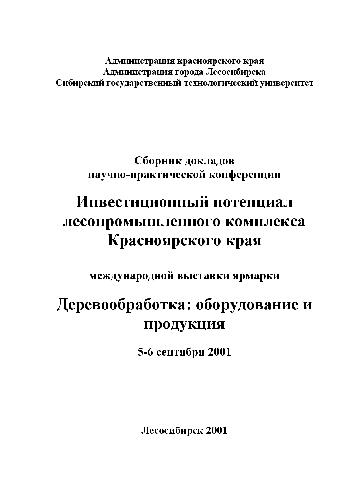 Администрация красноярского края
Администрация города Лесосибирска
Сибирский государственный технологический университет
Сборник докладов
научно-практической конференции
Инвестиционный потенциал
лесопромышленного комплекса
Красноярского края
международной выставки ярмарки
Деревообработка: оборудование и
продукция
5-6 сентября 2001
Лесосибирск 2001